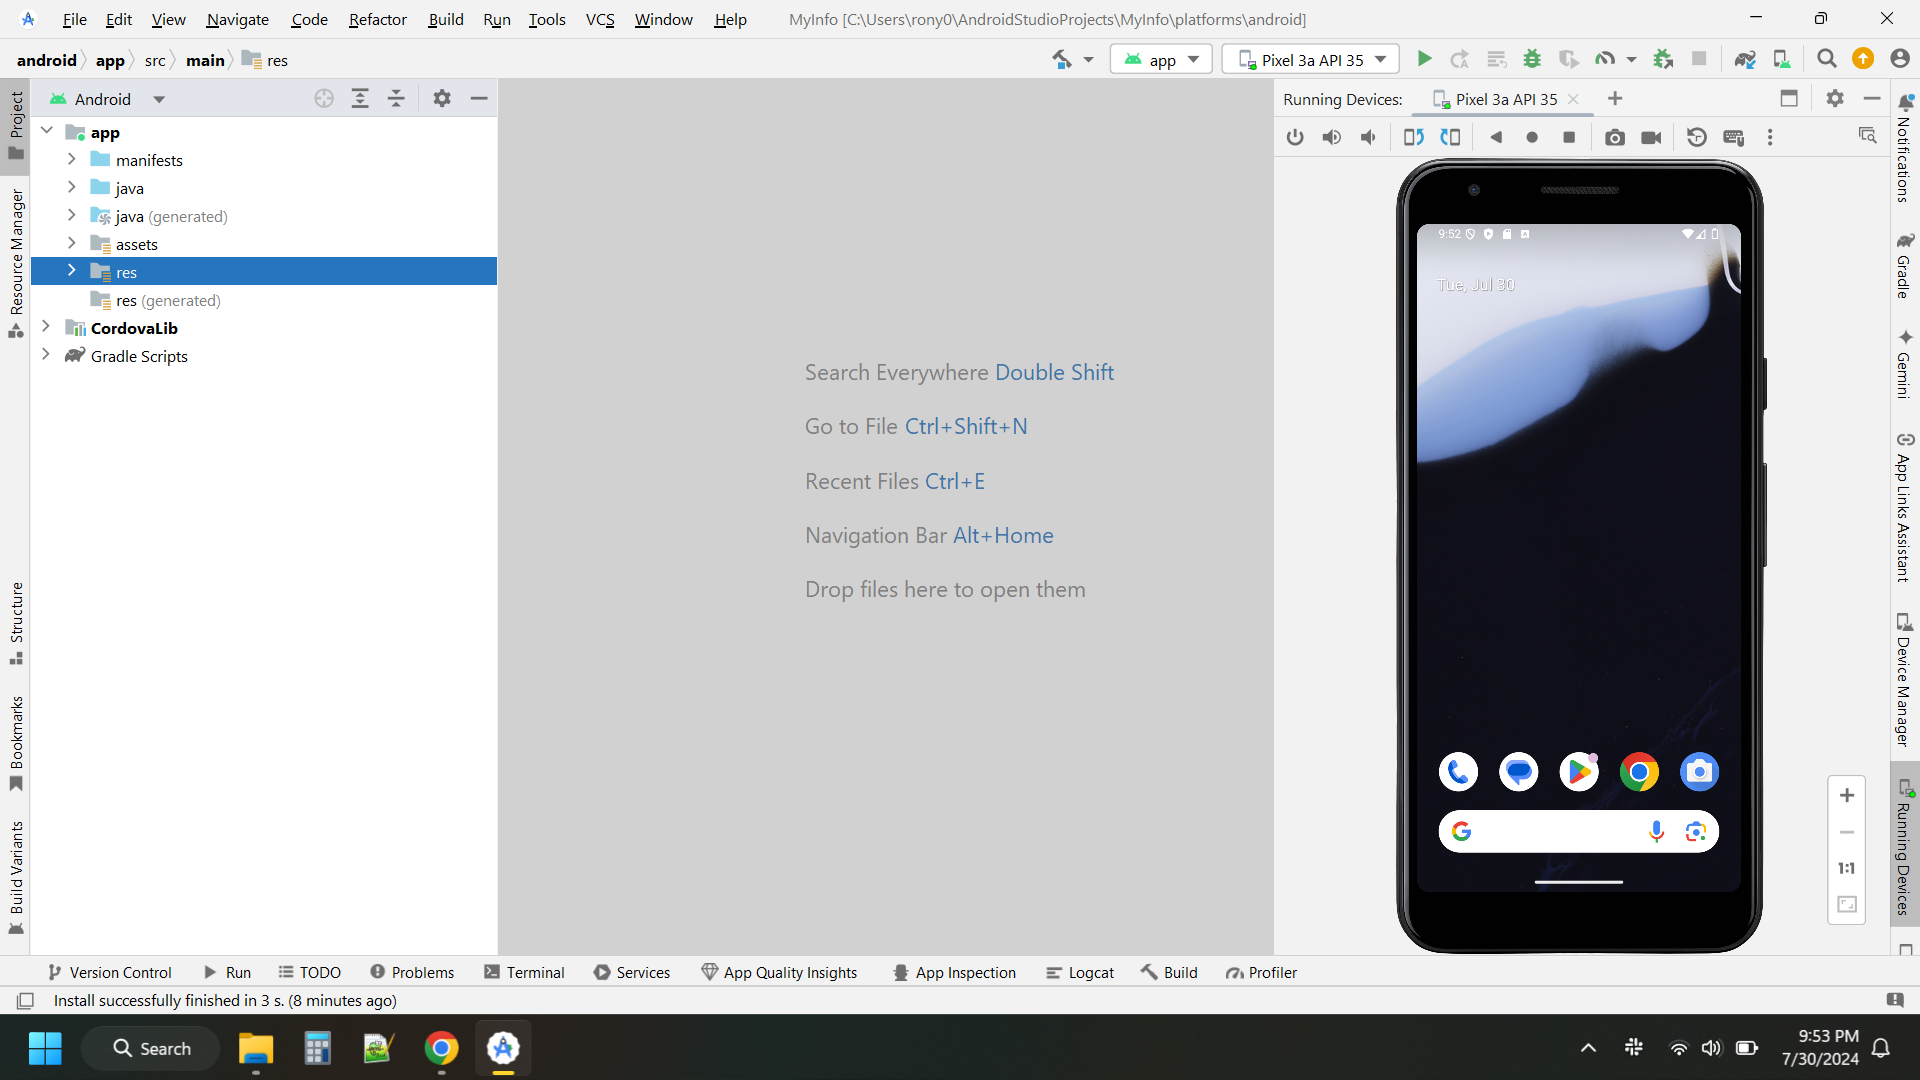 File Edit View Navigate Code Refactor Build Run Tools VCS Window Help MyInfo [C:\Users\rony0\AndroidStudioProjects\MyInfo\platforms\android]
android app src main res
app
Pixel 3a API 35
Project
Android
Running Devices:
Pixel 3a API 35
Notifications
app
manifests
java
java (generated)
assets
res
res (generated)
CordovaLib
Gradle Scripts
Resource Manager
Structure
Bookmarks
Build Variants
Search Everywhere Double Shift
Go to File Ctrl+Shift+N
Recent Files Ctrl+E
Navigation Bar Alt+Home
Drop files here to open them
9:52
Tue, Jul 30
Gradle
Gemini
App Links Assistant
Device Manager
Running Devices
1:1
Version Control Run TODO Problems Terminal Services App Quality Insights App Inspection Logcat Build Profiler
Install successfully finished in 3 s. (8 minutes ago)
Search
9:53 PM
7/30/2024